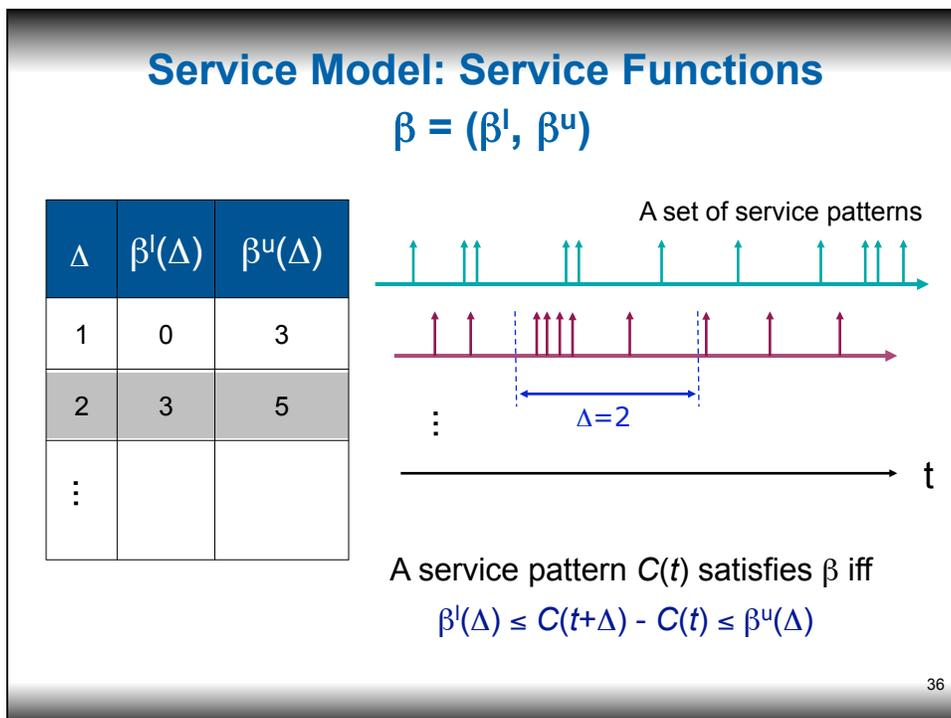 Service Model: Service Functions
β = (βˡ, βᵘ)
Δ βˡ(Δ) βᵘ(Δ)
1 0 3
2 3 5
⋮
A set of service patterns
Δ=2
⋮
t
A service pattern C(t) satisfies β iff
βˡ(Δ) ≤ C(t+Δ) - C(t) ≤ βᵘ(Δ)
36